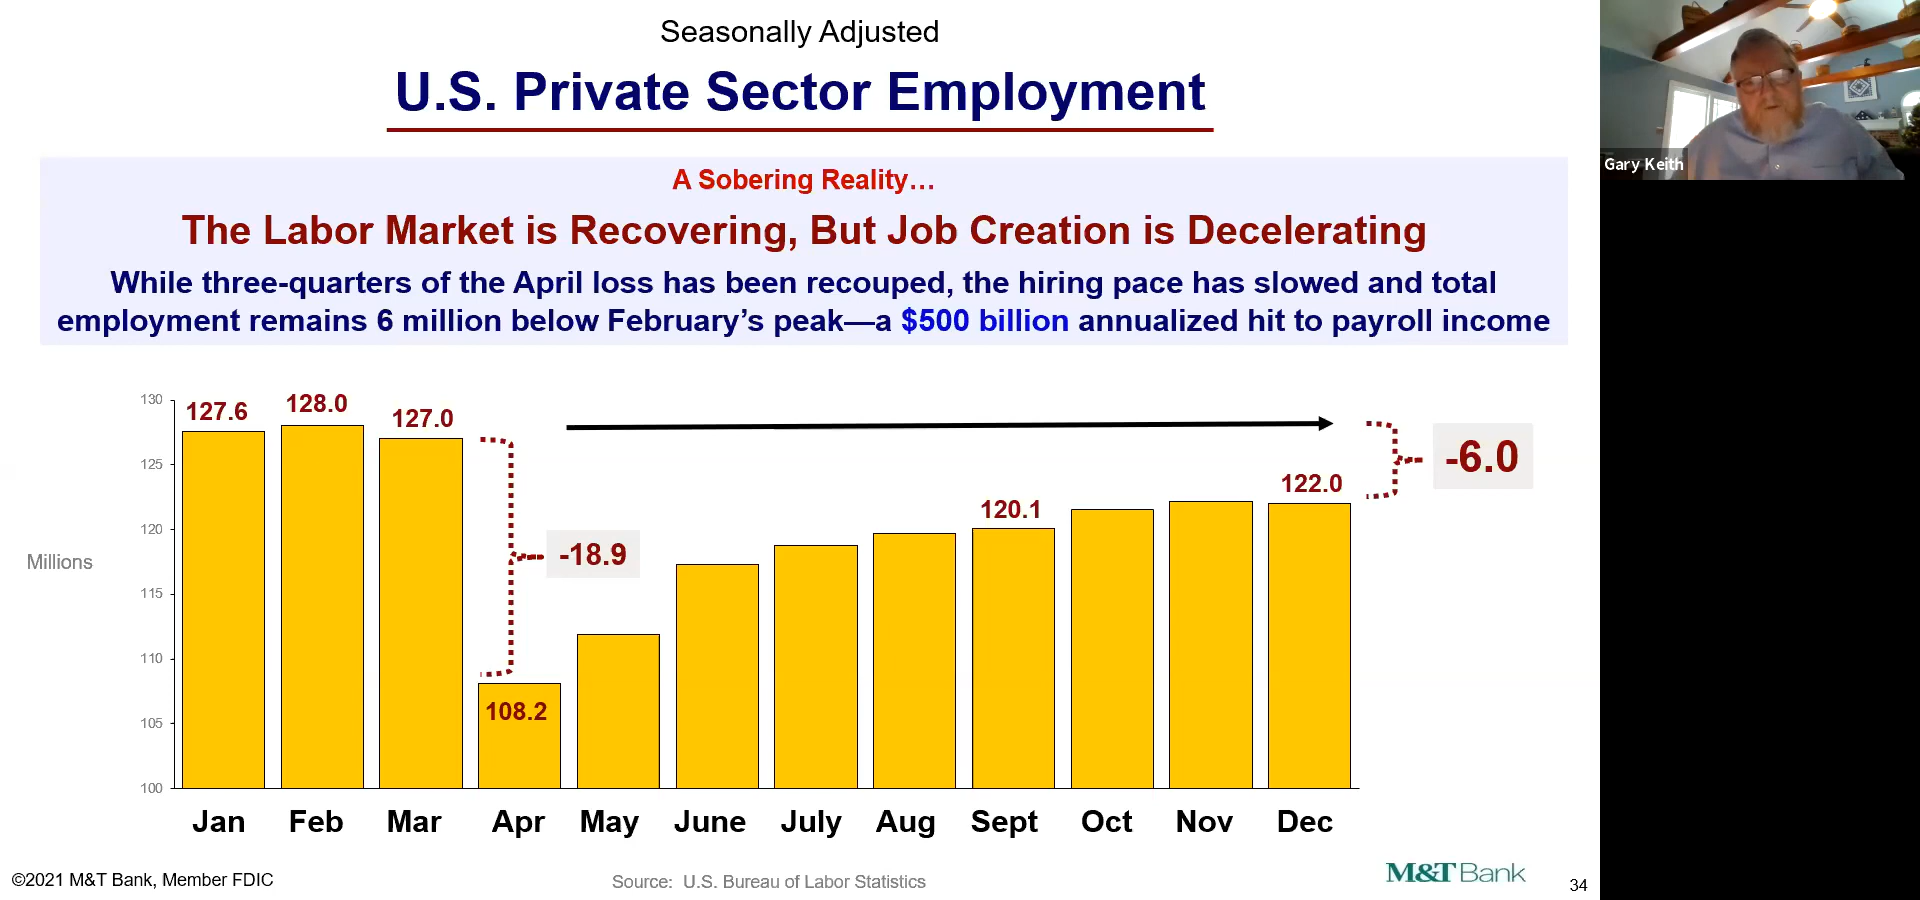 Seasonally Adjusted
U.S. Private Sector Employment
A Sobering Reality…
The Labor Market is Recovering, But Job Creation is Decelerating
While three-quarters of the April loss has been recouped, the hiring pace has slowed and total
employment remains 6 million below February’s peak—a $500 billion annualized hit to payroll income
Gary Keith
Millions
130
125
120
115
110
105
100
127.6
128.0
127.0
108.2
-18.9
120.1
122.0
-6.0
Jan Feb Mar Apr May June July Aug Sept Oct Nov Dec
©2021 M&T Bank, Member FDIC
Source: U.S. Bureau of Labor Statistics
M&T Bank
34